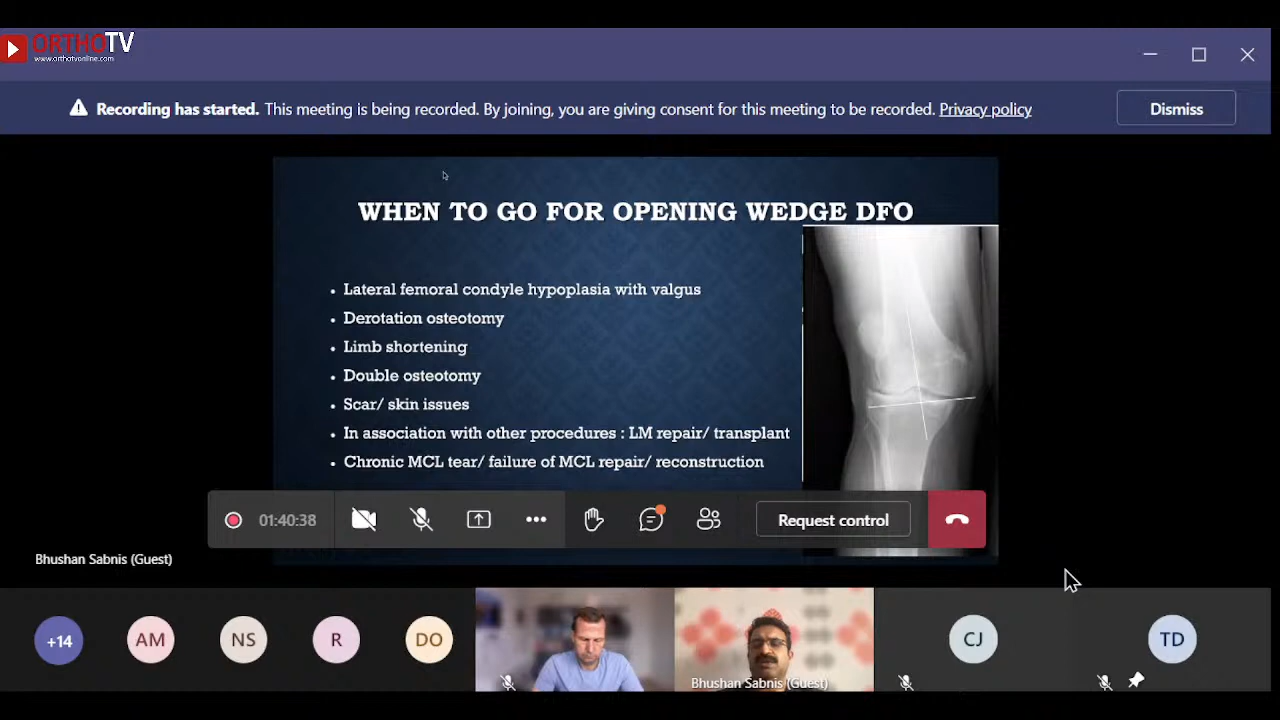 ORTHOTV
www.orthotvonline.com
Recording has started. This meeting is being recorded. By joining, you are giving consent for this meeting to be recorded. Privacy policy
Dismiss
WHEN TO GO FOR OPENING WEDGE DFO
• Lateral femoral condyle hypoplasia with valgus
• Derotation osteotomy
• Limb shortening
• Double osteotomy
• Scar/ skin issues
• In association with other procedures : LM repair/ transplant
• Chronic MCL tear/ failure of MCL repair/ reconstruction
01:40:38
Request control
Bhushan Sabnis (Guest)
+14
AM
NS
R
DO
CJ
TD
Bhushan Sabnis (Guest)